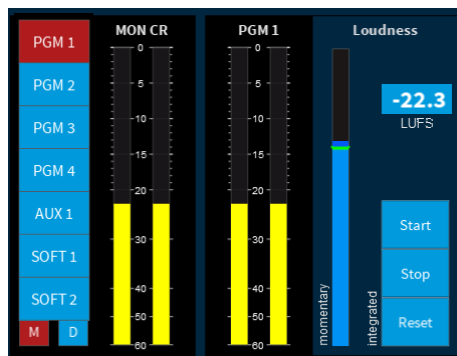 MON CR
PGM 1
Loudness
PGM 1
PGM 2
PGM 3
PGM 4
AUX 1
SOFT 1
SOFT 2
M
D
0
-5
-10
-15
-20
-30
-40
-50
-60
0
-5
-10
-15
-20
-30
-40
-50
-60
momentary
integrated
-22.3
LUFS
Start
Stop
Reset